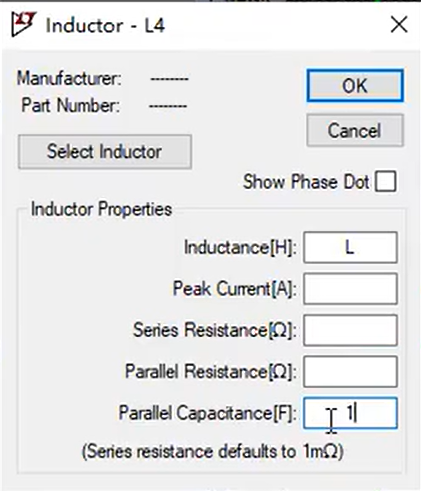 Inductor - L4
Manufacturer: --------
Part Number: --------
OK
Cancel
Select Inductor
Show Phase Dot
Inductor Properties
Inductance[H]: L
Peak Current[A]:
Series Resistance[Ω]:
Parallel Resistance[Ω]:
Parallel Capacitance[F]: 1
(Series resistance defaults to 1mΩ)